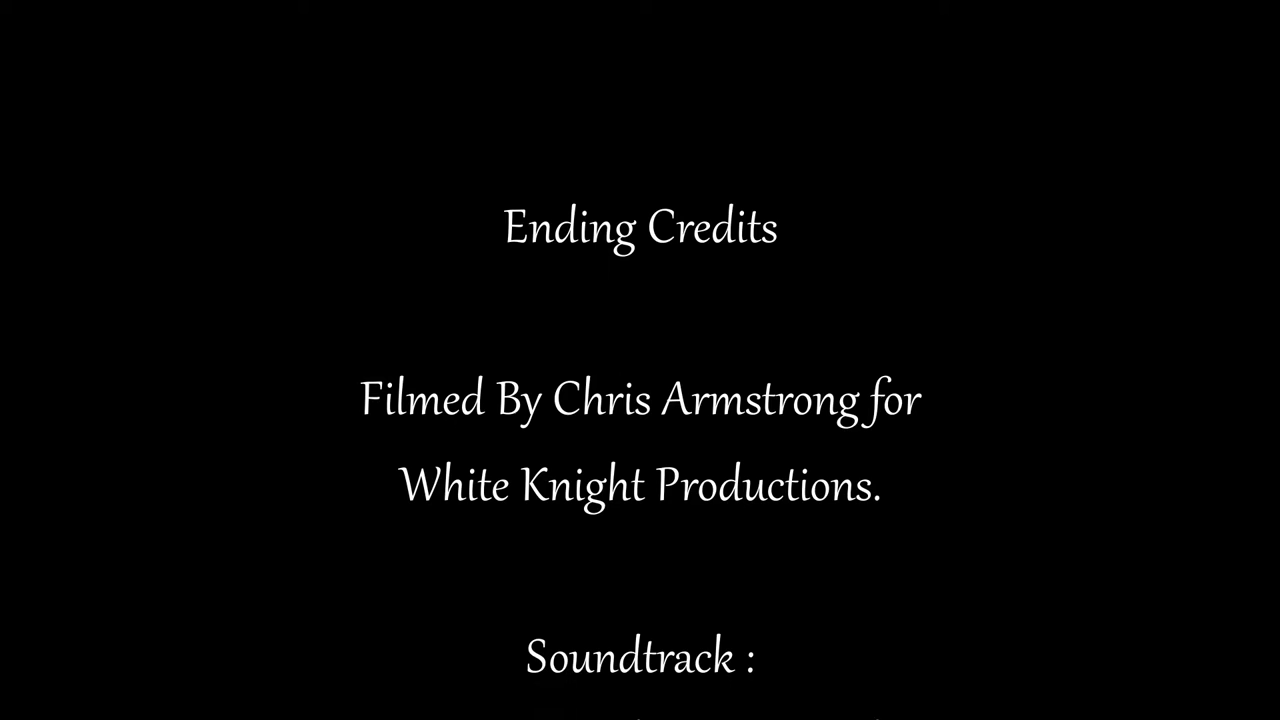 Ending Credits
Filmed By Chris Armstrong for
White Knight Productions.
Soundtrack :